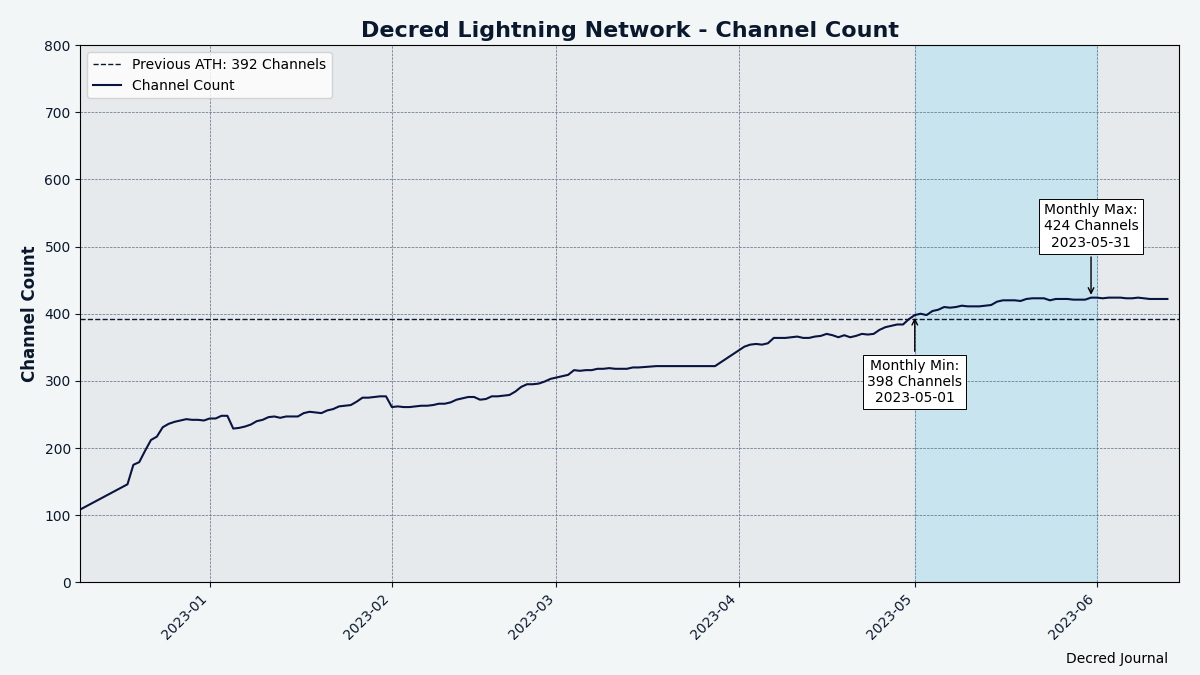 Decred Lightning Network - Channel Count
Previous ATH: 392 Channels
Channel Count
Channel Count
800
700
600
500
400
300
200
100
0
Monthly Max:
424 Channels
2023-05-31
Monthly Min:
398 Channels
2023-05-01
2023-01
2023-02
2023-03
2023-04
2023-05
2023-06
Decred Journal